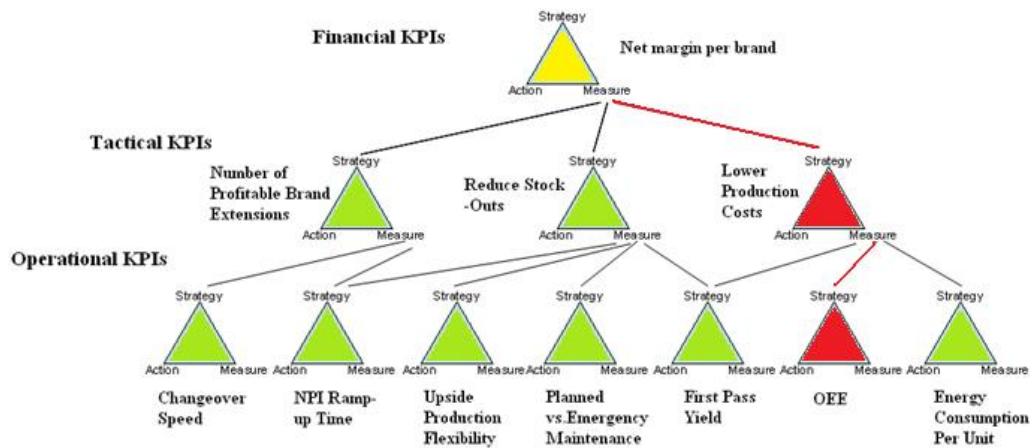 Strategy
Financial KPIs
Net margin per brand
Action Measure
Tactical KPIs
Strategy Strategy Strategy
Number of
Profitable Brand
Extensions
Reduce Stock
-Outs
Lower
Production
Costs
Action Measure Action Measure Action Measure
Operational KPIs
Strategy Strategy Strategy Strategy Strategy Strategy Strategy
Action Measure Action Measure Action Measure Action Measure Action Measure Action Measure Action Measure
Changeover
Speed
NPI Ramp-
up Time
Upside
Production
Flexibility
Planned
vs.Emergency
Maintenance
First Pass
Yield
OEE
Energy
Consumption
Per Unit